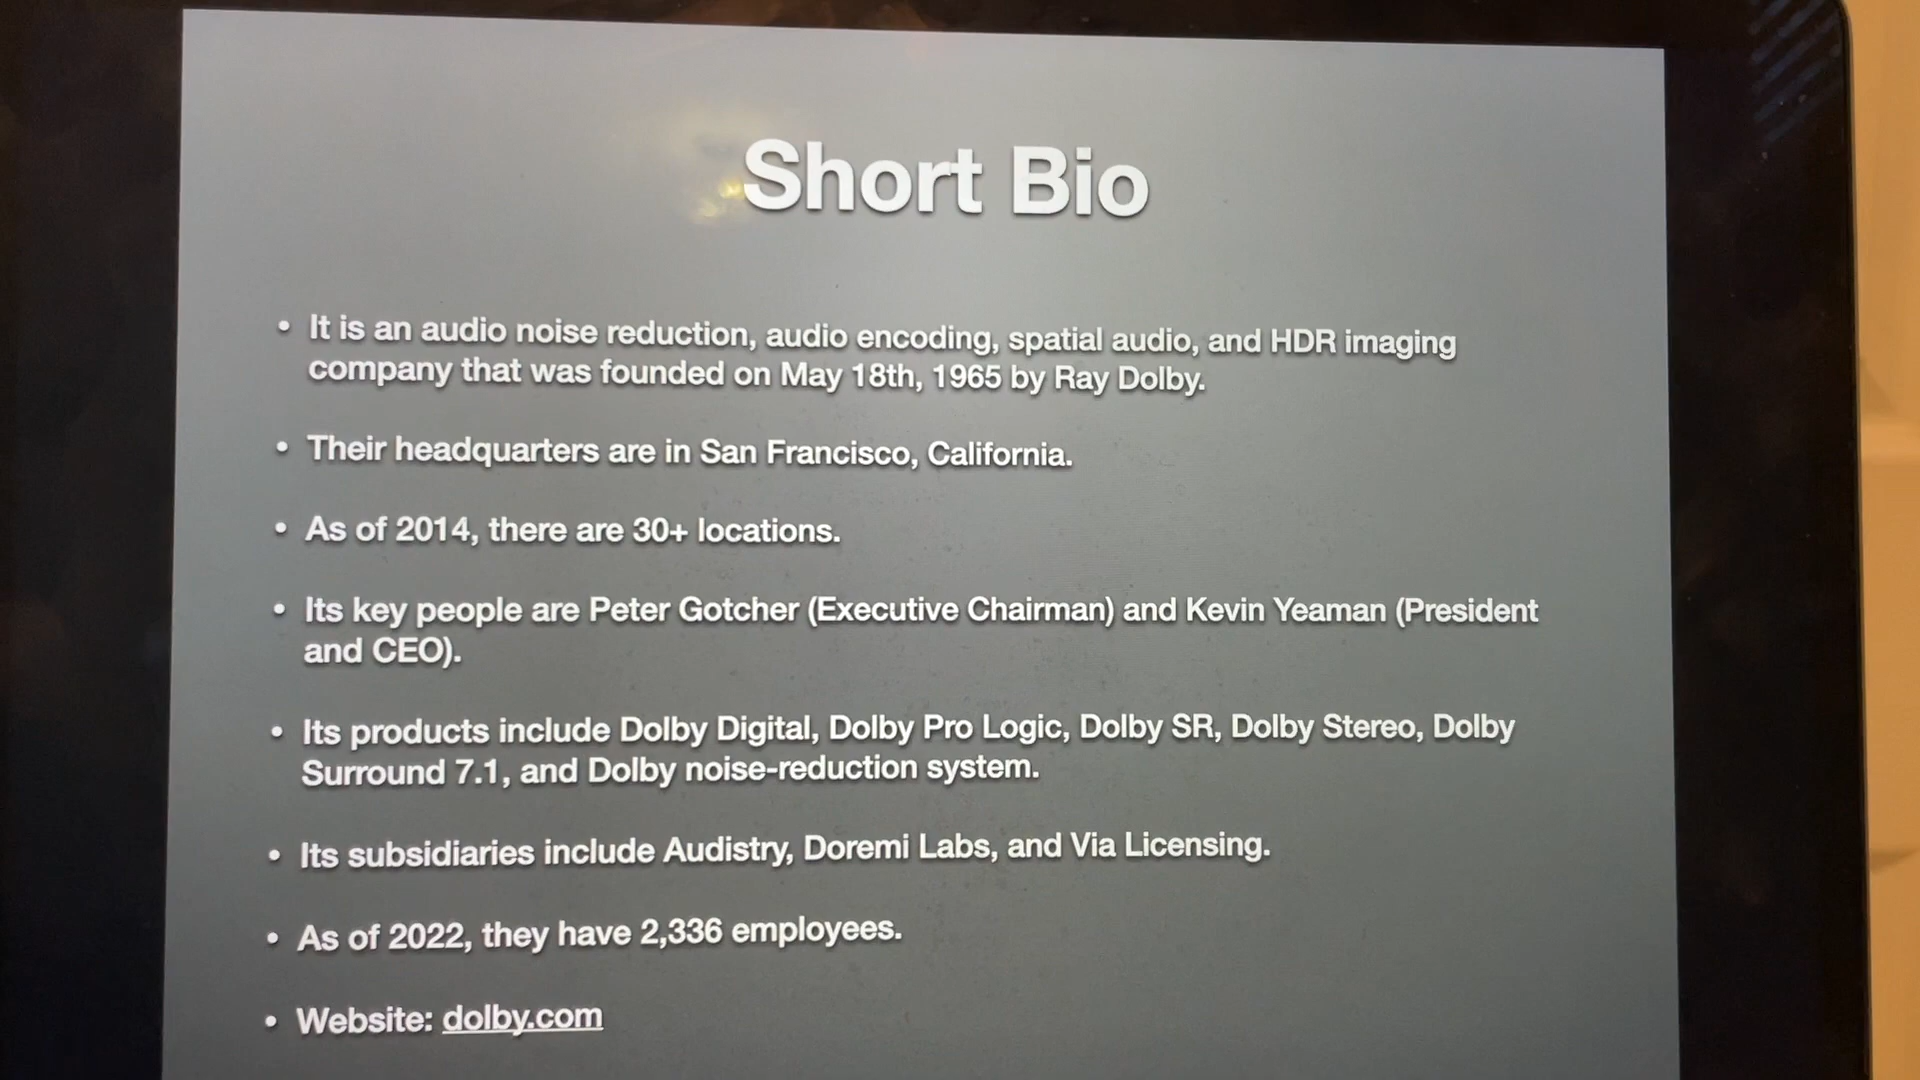 Short Bio
• It is an audio noise reduction, audio encoding, spatial audio, and HDR imaging
company that was founded on May 18th, 1965 by Ray Dolby.
• Their headquarters are in San Francisco, California.
• As of 2014, there are 30+ locations.
• Its key people are Peter Gotcher (Executive Chairman) and Kevin Yeaman (President
and CEO).
• Its products include Dolby Digital, Dolby Pro Logic, Dolby SR, Dolby Stereo, Dolby
Surround 7.1, and Dolby noise-reduction system.
• Its subsidiaries include Audistry, Doremi Labs, and Via Licensing.
• As of 2022, they have 2,336 employees.
• Website: dolby.com